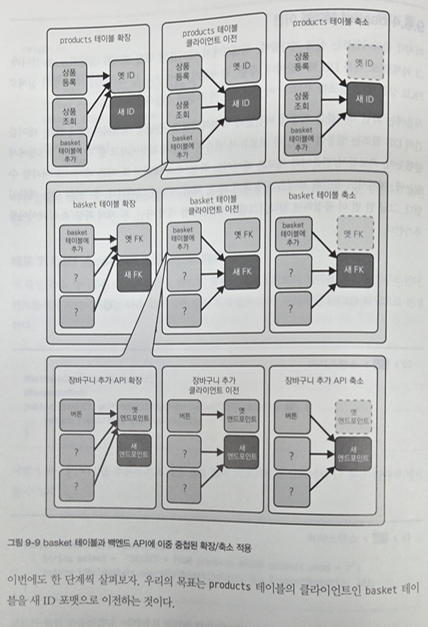 products 테이블 확장
상품
등록
상품
조회
basket
테이블에
추가
옛 ID
새 ID
products 테이블
클라이언트 이전
상품
등록
상품
조회
basket
테이블에
추가
옛 ID
새 ID
products 테이블 축소
상품
등록
상품
조회
basket
테이블에
추가
옛 ID
새 ID
basket 테이블 확장
basket
테이블에
추가
?
?
옛 FK
새 FK
basket 테이블
클라이언트 이전
basket
테이블에
추가
?
?
옛 FK
새 FK
basket 테이블 축소
basket
테이블에
추가
?
?
옛 FK
새 FK
장바구니 추가 API 확장
버튼
?
?
옛
엔드포인트
새
엔드포인트
장바구니 추가
클라이언트 이전
버튼
?
?
옛
엔드포인트
새
엔드포인트
장바구니 추가 API 축소
버튼
?
?
옛
엔드포인트
새
엔드포인트
그림 9-9 basket 테이블과 백엔드 API에 이중 중첩된 확장/축소 적용
이번에도 한 단계씩 살펴보자. 우리의 목표는 products 테이블의 클라이언트인 basket 테이
블을 새 ID 포맷으로 이전하는 것이다.